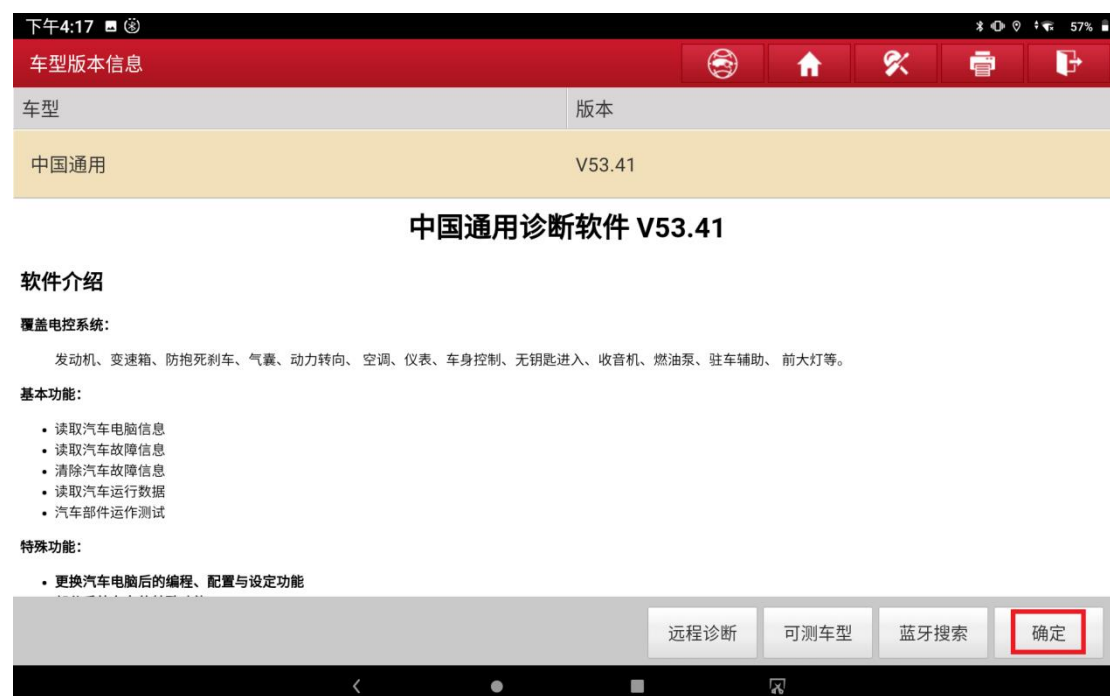 下午4:17 57%
车型版本信息
车型 版本
中国通用 V53.41
中国通用诊断软件 V53.41
软件介绍
覆盖电控系统：
发动机、变速箱、防抱死刹车、气囊、动力转向、 空调、仪表、车身控制、无钥匙进入、收音机、燃油泵、驻车辅助、 前大灯等。
基本功能：
• 读取汽车电脑信息
• 读取汽车故障信息
• 清除汽车故障信息
• 读取汽车运行数据
• 汽车部件运作测试
特殊功能：
• 更换汽车电脑后的编程、配置与设定功能
远程诊断 可测车型 蓝牙搜索 确定